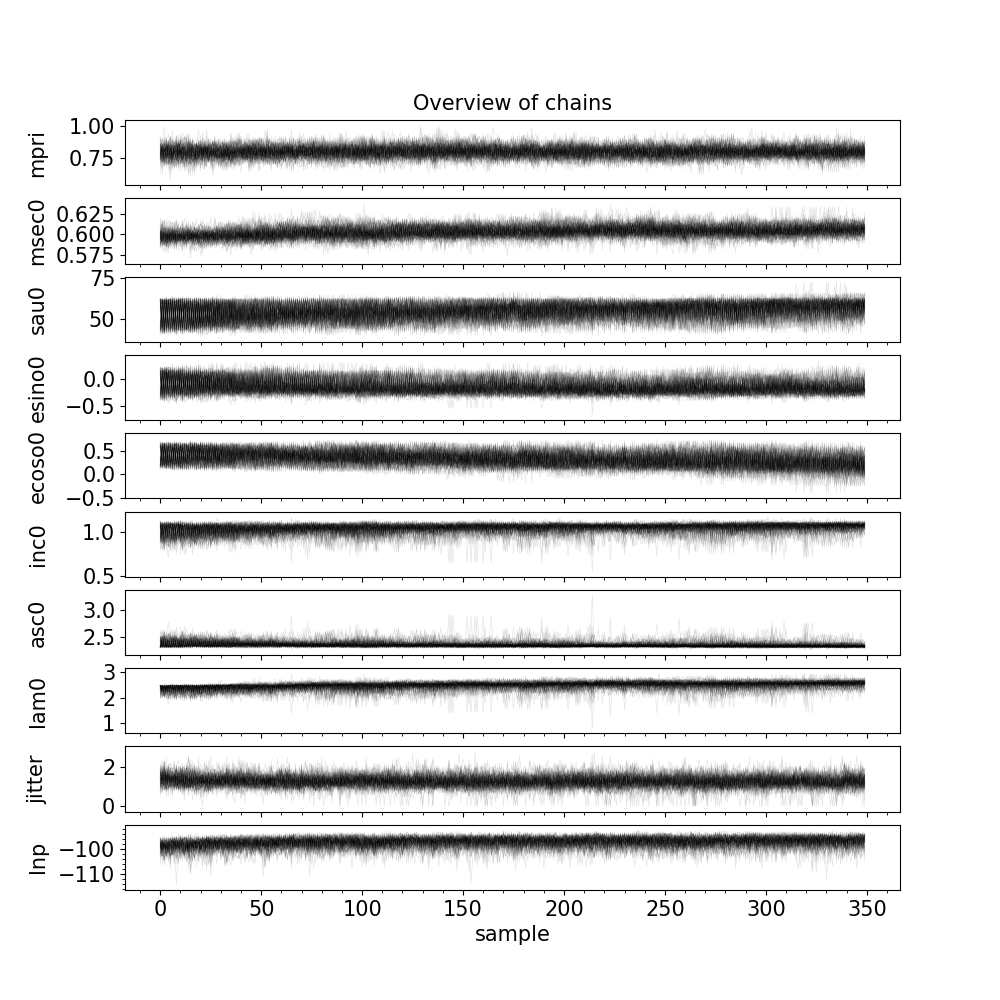 Overview of chains
mpri
1.00
0.75
msec0
0.625
0.600
0.575
sau0
75
50
esino0
0.0
−0.5
ecoso0
0.5
0.0
−0.5
inc0
1.0
0.5
asc0
3.0
2.5
lam0
3
2
1
jitter
2
0
lnp
−100
−110
0 50 100 150 200 250 300 350
sample